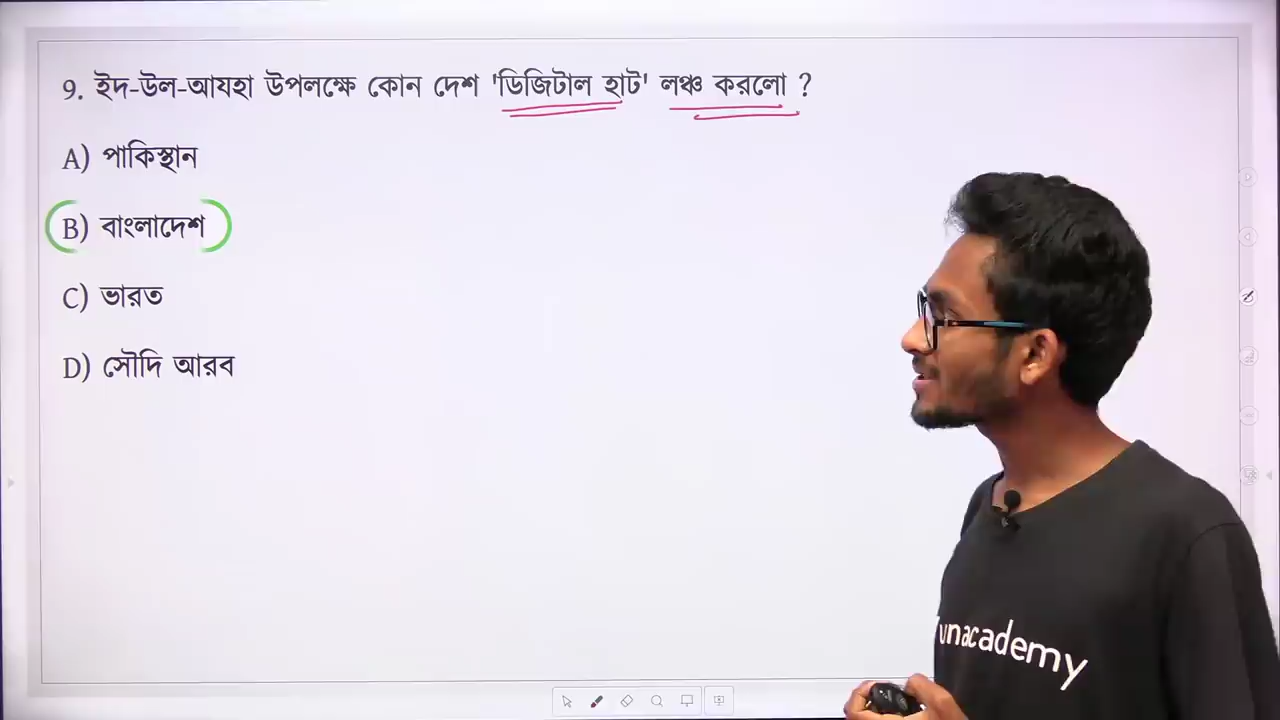 9. ইদ-উল-আযহা উপলক্ষে কোন দেশ 'ডিজিটাল হাট' লঞ্চ করলো ?
A) পাকিস্থান
B) বাংলাদেশ
C) ভারত
D) সৌদি আরব
unacademy